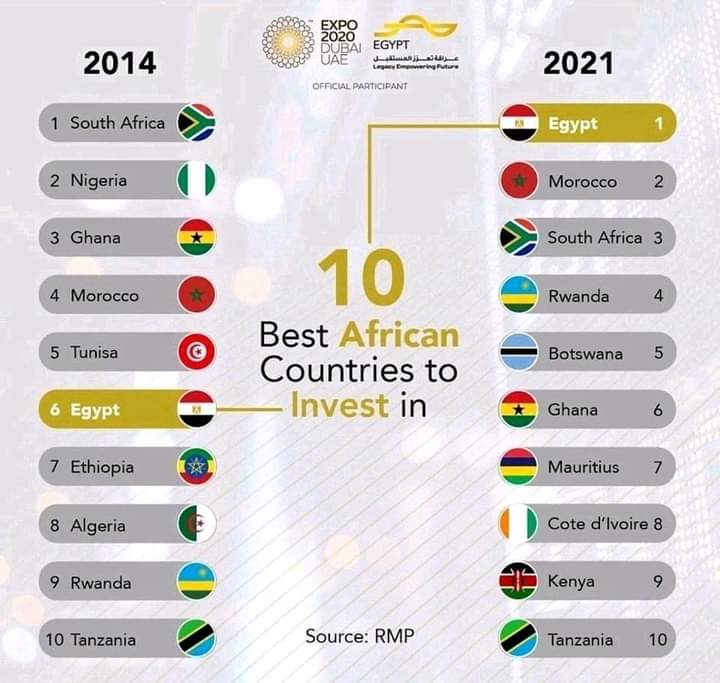 EXPO
2020
DUBAI
UAE
EGYPT
عراقة تعزز المستقبل
Legacy Empowering Future
OFFICIAL PARTICIPANT
2014
1 South Africa
2 Nigeria
3 Ghana
4 Morocco
5 Tunisa
6 Egypt
7 Ethiopia
8 Algeria
9 Rwanda
10 Tanzania
10
Best African
Countries to
Invest in
Source: RMP
2021
Egypt 1
Morocco 2
South Africa 3
Rwanda 4
Botswana 5
Ghana 6
Mauritius 7
Cote d’Ivoire 8
Kenya 9
Tanzania 10